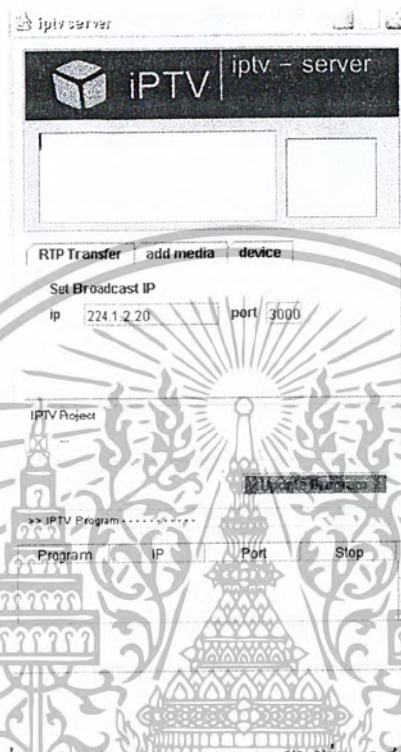 iptv server
iPTV
iptv – server
RTP Transfer add media device
Set Broadcast IP
ip 224.1.2.20 port 3000
IPTV Project
...
>> IPTV Program - - - - - - - - - - -
Program IP Port Stop